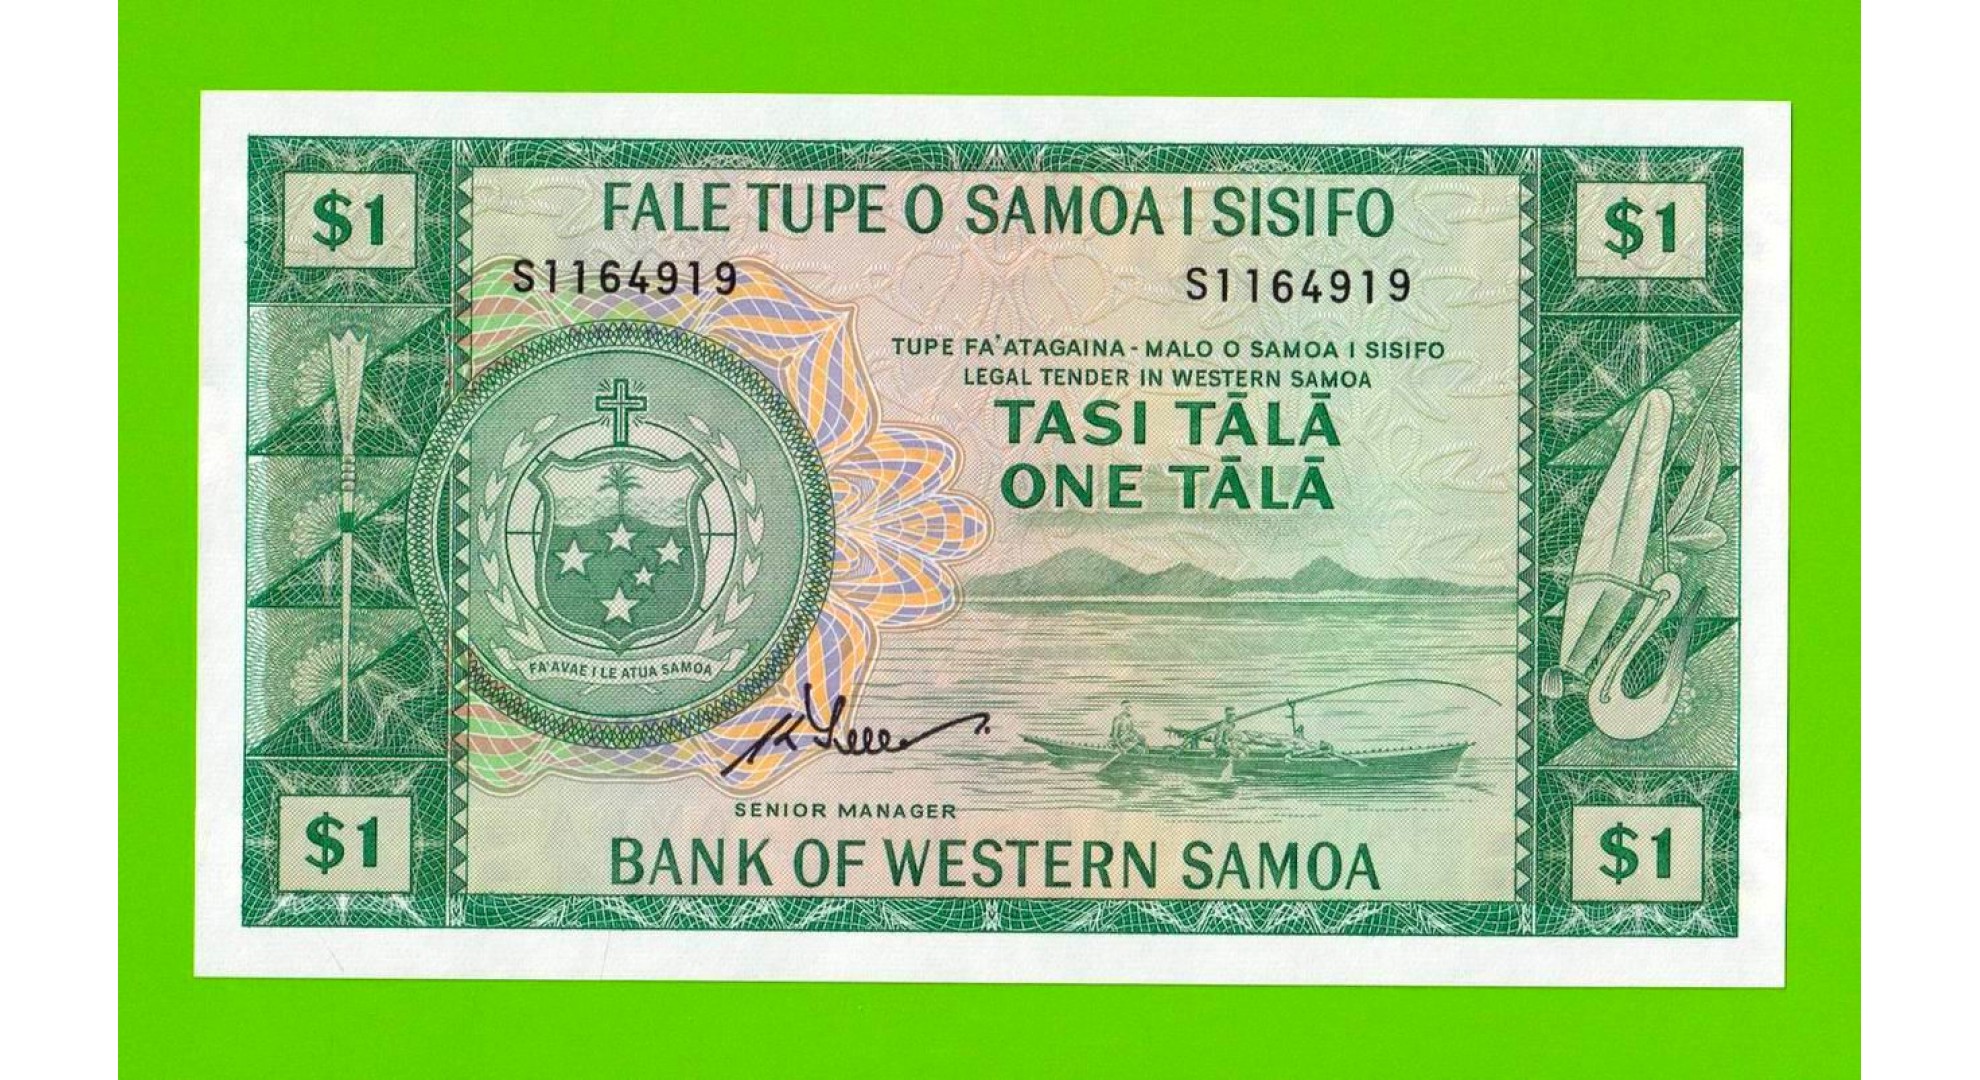 $1
$1
FALE TUPE O SAMOA I SISIFO
S1164919
S1164919
TUPE FA'ATAGAINA - MALO O SAMOA I SISIFO
LEGAL TENDER IN WESTERN SAMOA
TASI TĀLĀ
ONE TĀLĀ
FA'AVAE I LE ATUA SAMOA
SENIOR MANAGER
BANK OF WESTERN SAMOA
$1
$1